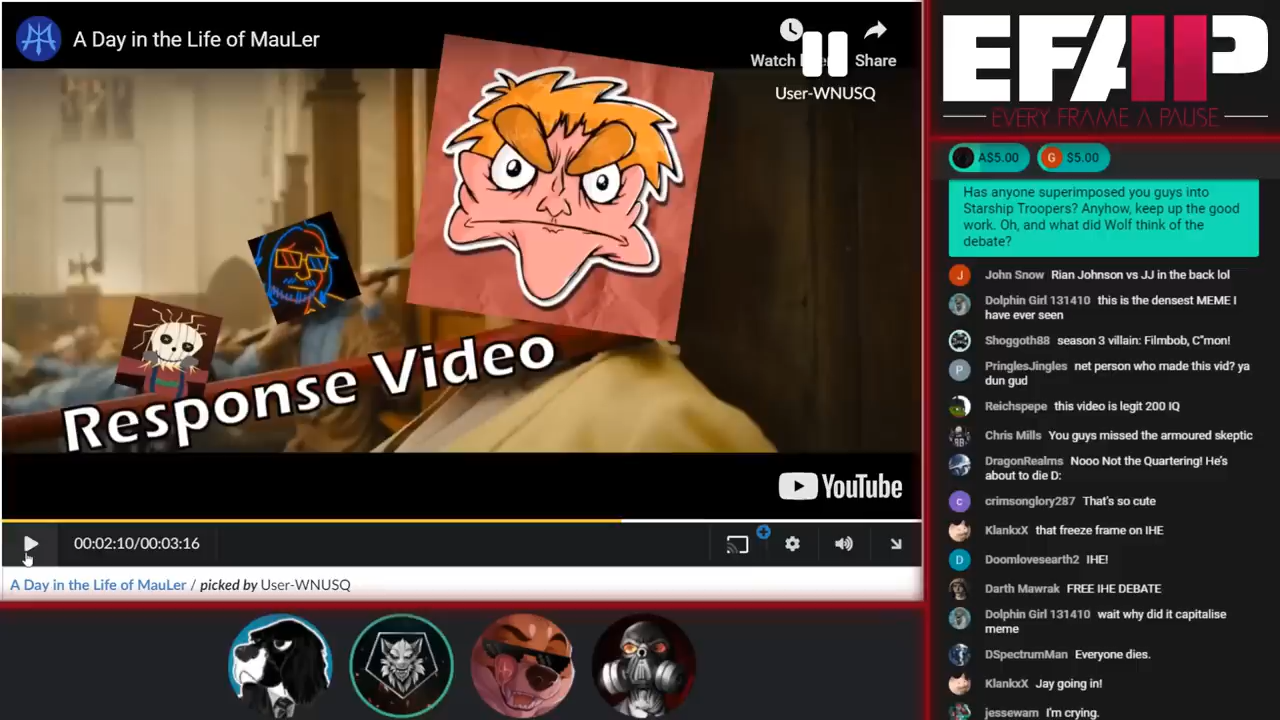 A Day in the Life of MauLer
Watch
Share
User-WNUSQ
Response Video
YouTube
00:02:10/00:03:16
A Day in the Life of MauLer / picked by User-WNUSQ
EFAP
EVERY FRAME A PAUSE
A$5.00
G $5.00
Has anyone superimposed you guys into
Starship Troopers? Anyhow, keep up the good
work. Oh, and what did Wolf think of the
debate?
J John Snow Rian Johnson vs JJ in the back lol
Dolphin Girl 131410 this is the densest MEME I
have ever seen
Shoggoth88 season 3 villain: Filmbob, C"mon!
P PringlesJingles net person who made this vid? ya
dun gud
Reichspepe this video is legit 200 IQ
Chris Mills You guys missed the armoured skeptic
DragonRealms Nooo Not the Quartering! He's
about to die D:
c crimsonglory287 That's so cute
KlankxX that freeze frame on IHE
D Doomlovesearth2 IHE!
Darth Mawrak FREE IHE DEBATE
Dolphin Girl 131410 wait why did it capitalise
meme
DSpectrumMan Everyone dies.
KlankxX Jay going in!
jessewam I'm crying.